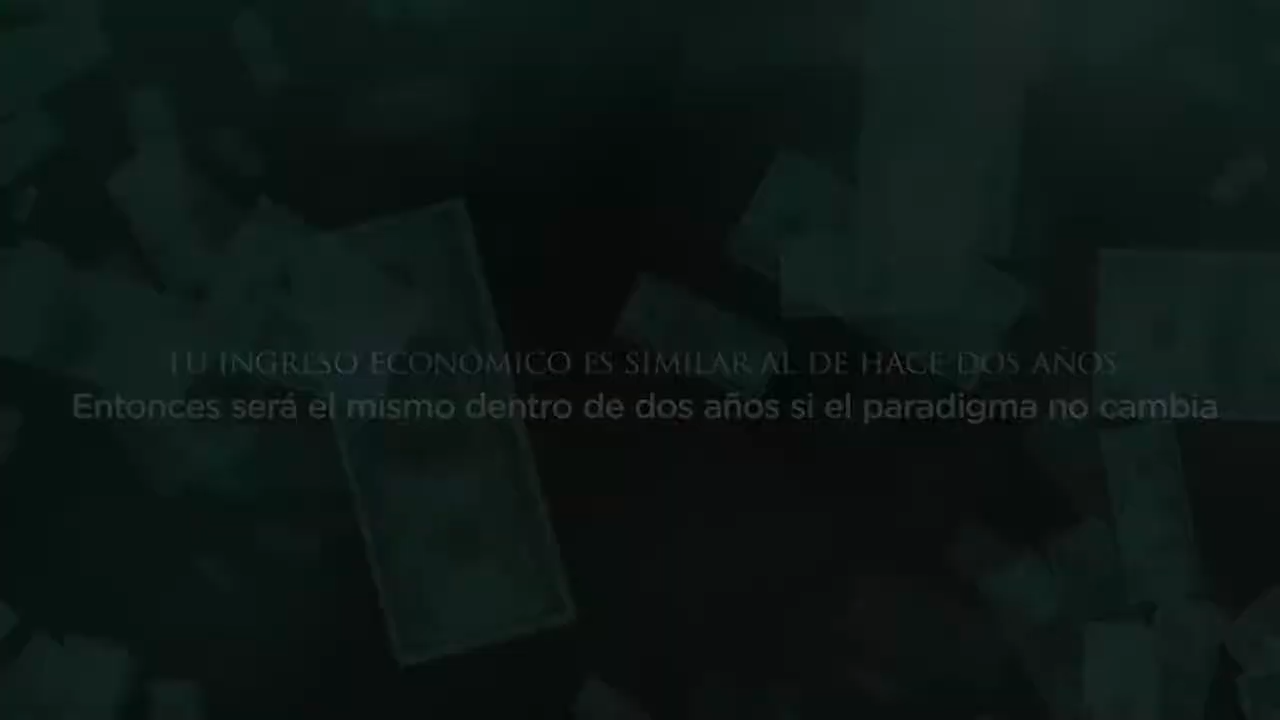 TU INGRESO ECONOMICO ES SIMILAR AL DE HACE DOS AÑOS
Entonces será el mismo dentro de dos años si el paradigma no cambia